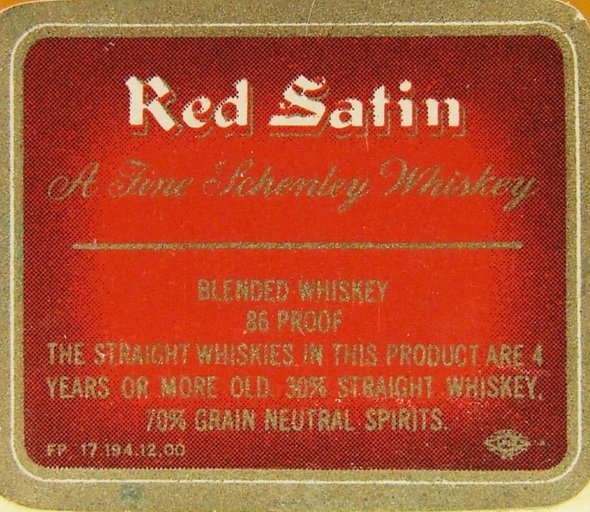 Red Satin
A Fine Schenley Whiskey
BLENDED WHISKEY
86 PROOF
THE STRAIGHT WHISKIES IN THIS PRODUCT ARE 4
YEARS OR MORE OLD. 30% STRAIGHT WHISKEY,
70% GRAIN NEUTRAL SPIRITS.
FP 17.194.12.00